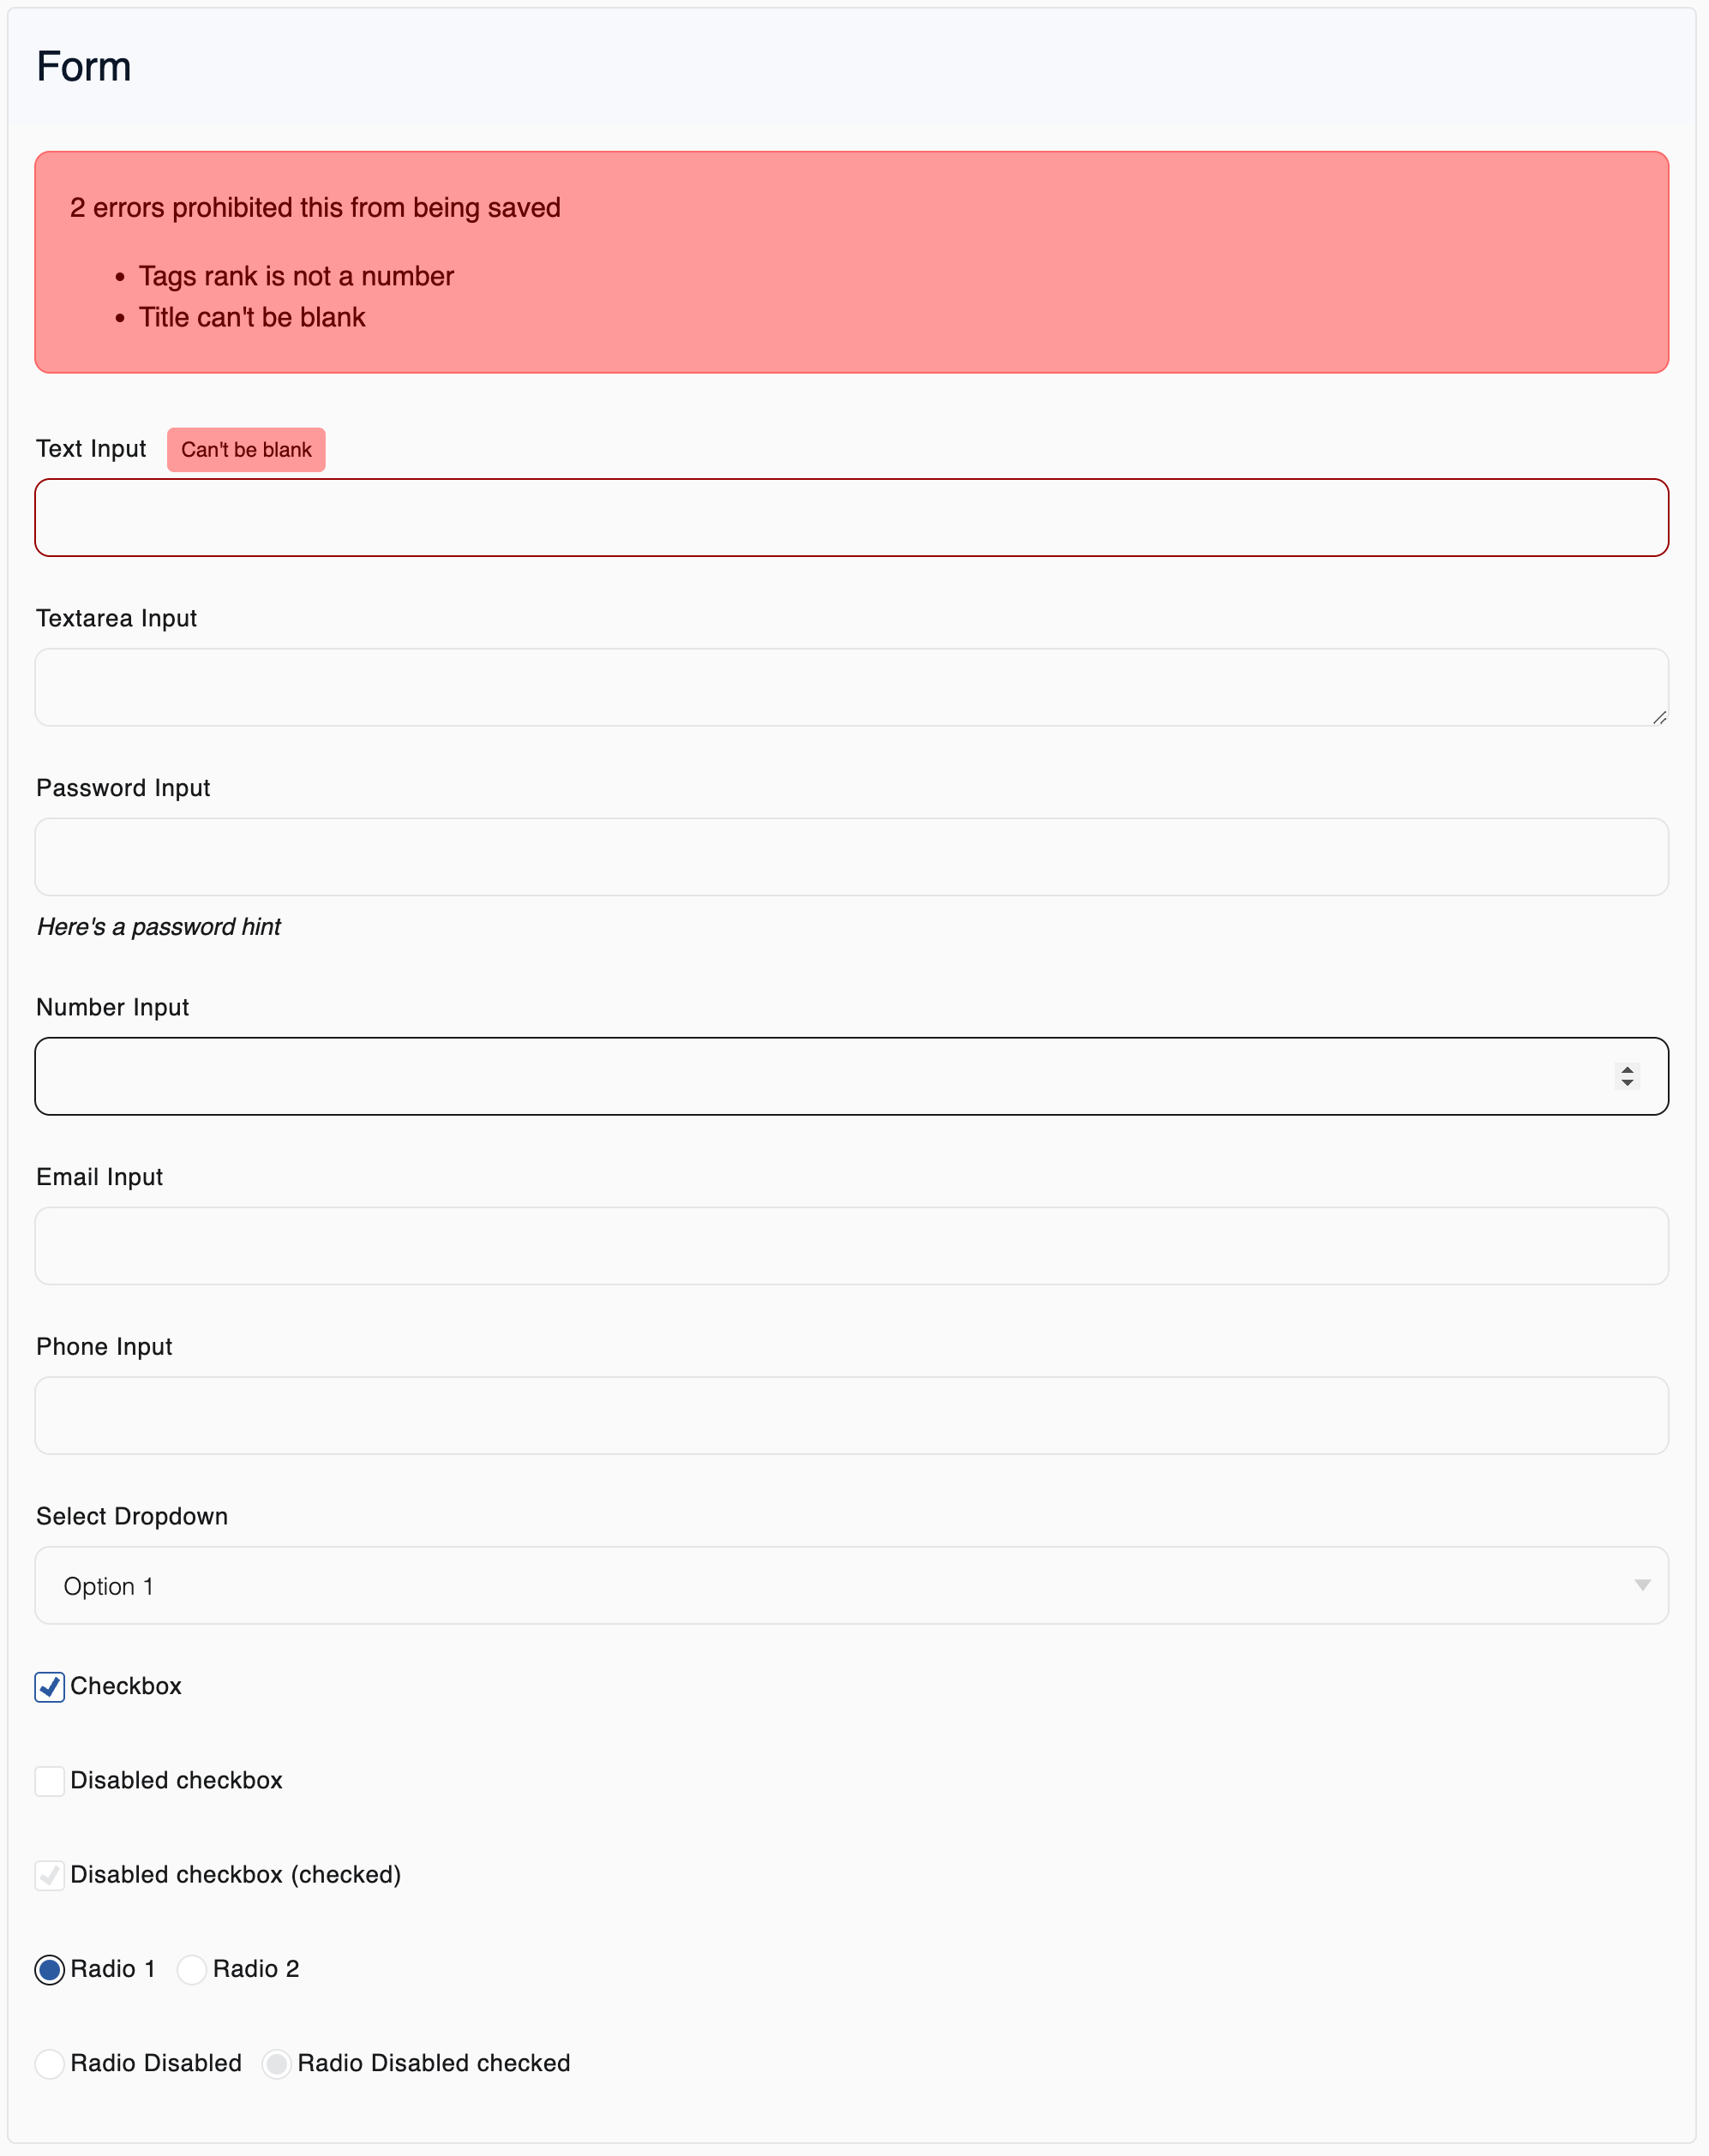 Form
2 errors prohibited this from being saved
• Tags rank is not a number
• Title can't be blank
Text Input Can't be blank
Textarea Input
Password Input
Here's a password hint
Number Input
Email Input
Phone Input
Select Dropdown
Option 1
Checkbox
Disabled checkbox
Disabled checkbox (checked)
Radio 1 Radio 2
Radio Disabled Radio Disabled checked